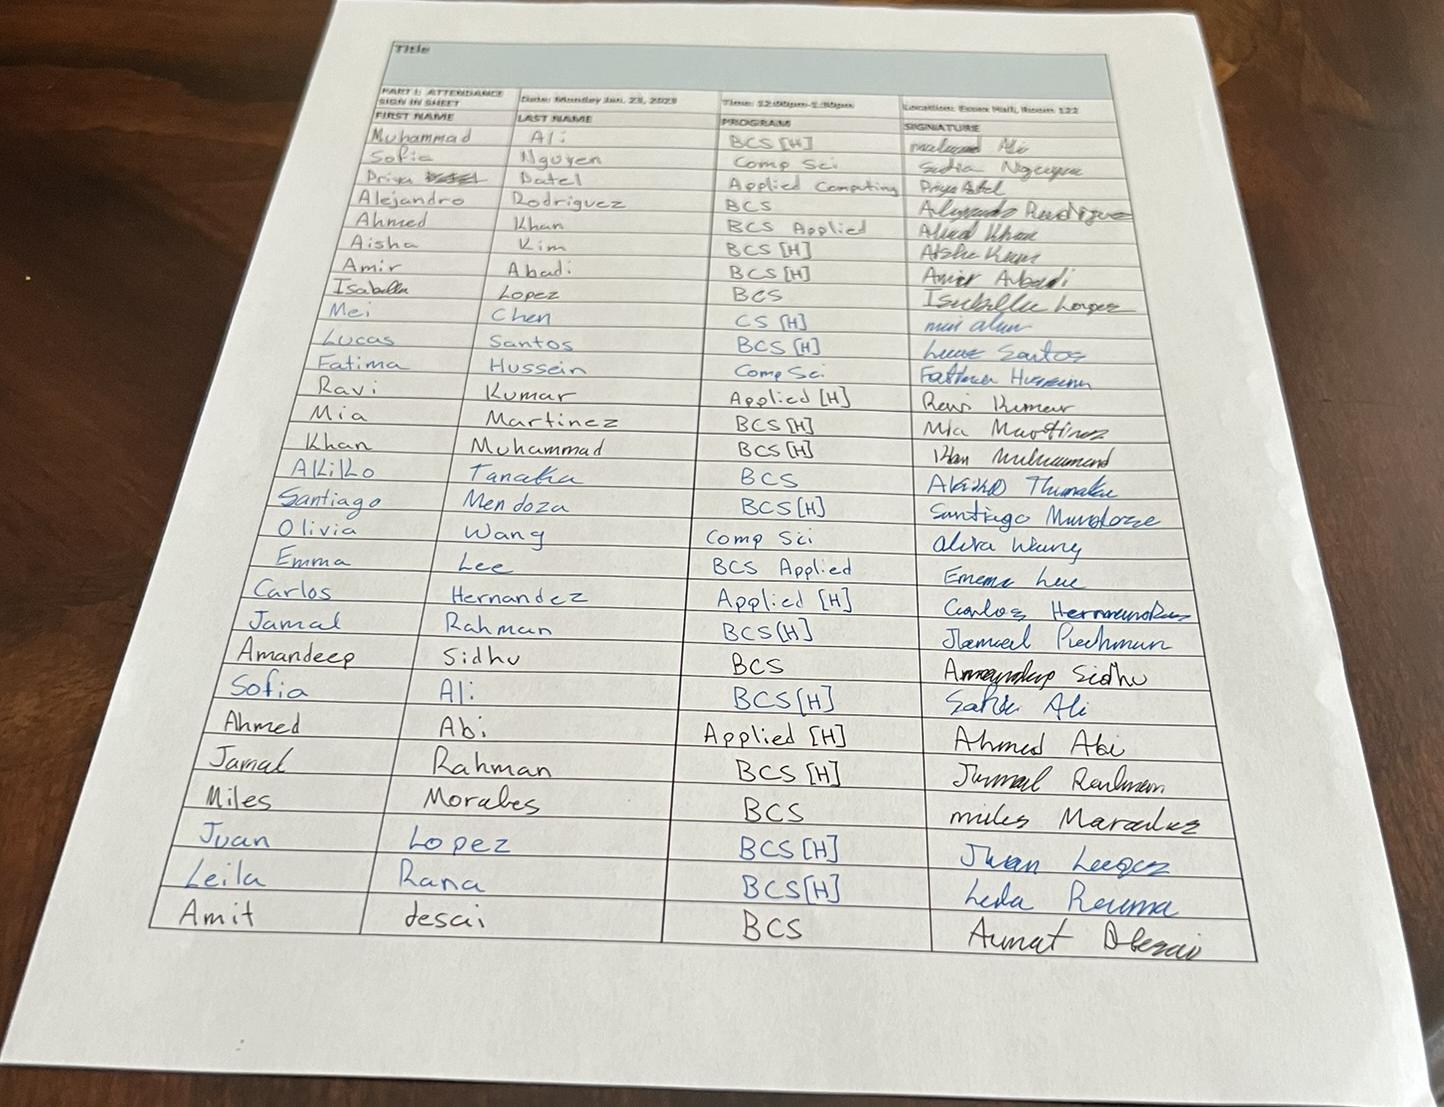 Title
PART I: ATTENDANCE SIGN IN SHEET Date: Monday Jan. 23, 2023 Time: Location: Essex Hall, Room 122
FIRST NAME LAST NAME PROGRAM SIGNATURE
Muhammad Ali BCS [H] Ali
Sofia Nguyen Comp Sci Sofia Nguyen
Priya Patel Applied Computing Priya Patel
Alejandro Rodriguez BCS Alejandro Rodriguez
Ahmed Khan BCS Applied Ahmed Khan
Aisha Kim BCS [H] Aisha Kim
Amir Abadi BCS [H] Amir Abadi
Isabella Lopez BCS Isabella Lopez
Mei Chen CS [H] mei chen
Lucas Santos BCS [H] Lucas Santos
Fatima Hussein Comp Sci Fatima Hussein
Ravi Kumar Applied [H] Ravi Kumar
Mia Martinez BCS [H] Mia Martinez
Khan Muhammad BCS [H] Khan Muhammad
Akiko Tanaka BCS Akiko Tanaka
Santiago Mendoza BCS [H] Santiago Mendoza
Olivia Wang Comp Sci Olivia Wang
Emma Lee BCS Applied Emma Lee
Carlos Hernandez Applied [H] Carlos Hernandez
Jamal Rahman BCS [H] Jamal Rahman
Amandeep Sidhu BCS Amandeep Sidhu
Sofia Ali BCS [H] Sofia Ali
Ahmed Abi Applied [H] Ahmed Abi
Jamal Rahman BCS [H] Jamal Rahman
Miles Morales BCS miles Morales
Juan Lopez BCS [H] Juan Lopez
Leila Rana BCS [H] Leila Rana
Amit desai BCS Amit Desai